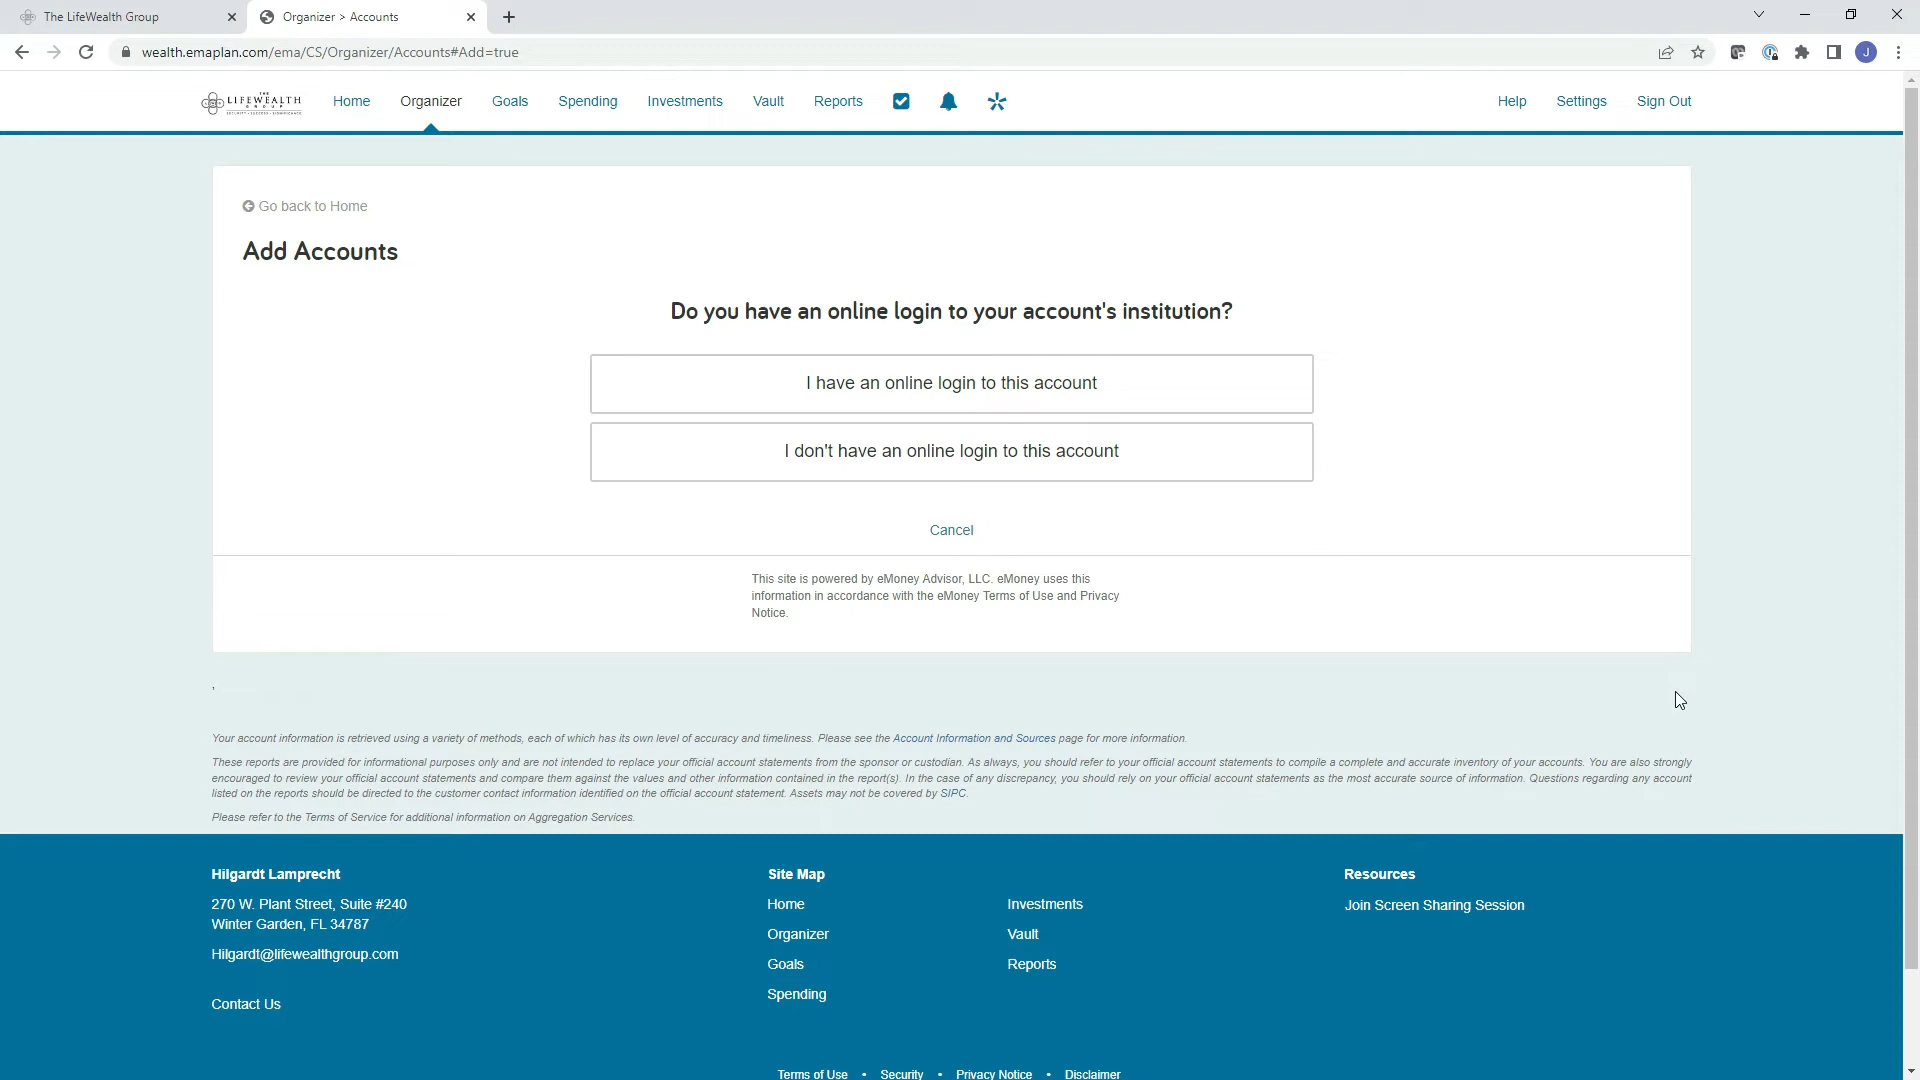 The LifeWealth Group
Organizer > Accounts
wealth.emaplan.com/ema/CS/Organizer/Accounts#Add=true
J
THE
LIFEWEALTH
GROUP
SECURITY • SUCCESS • SIGNIFICANCE
Home
Organizer
Goals
Spending
Investments
Vault
Reports
Help
Settings
Sign Out
Go back to Home
Add Accounts
Do you have an online login to your account's institution?
I have an online login to this account
I don't have an online login to this account
Cancel
This site is powered by eMoney Advisor, LLC. eMoney uses this
information in accordance with the eMoney Terms of Use and Privacy
Notice.
,
Your account information is retrieved using a variety of methods, each of which has its own level of accuracy and timeliness. Please see the Account Information and Sources page for more information.
These reports are provided for informational purposes only and are not intended to replace your official account statements from the sponsor or custodian. As always, you should refer to your official account statements to compile a complete and accurate inventory of your accounts. You are also strongly
encouraged to review your official account statements and compare them against the values and other information contained in the report(s). In the case of any discrepancy, you should rely on your official account statements as the most accurate source of information. Questions regarding any account
listed on the reports should be directed to the customer contact information identified on the official account statement. Assets may not be covered by SIPC.
Please refer to the Terms of Service for additional information on Aggregation Services.
Hilgardt Lamprecht
270 W. Plant Street, Suite #240
Winter Garden, FL 34787
Hilgardt@lifewealthgroup.com
Contact Us
Site Map
Home
Organizer
Goals
Spending
Investments
Vault
Reports
Resources
Join Screen Sharing Session
Terms of Use • Security • Privacy Notice • Disclaimer